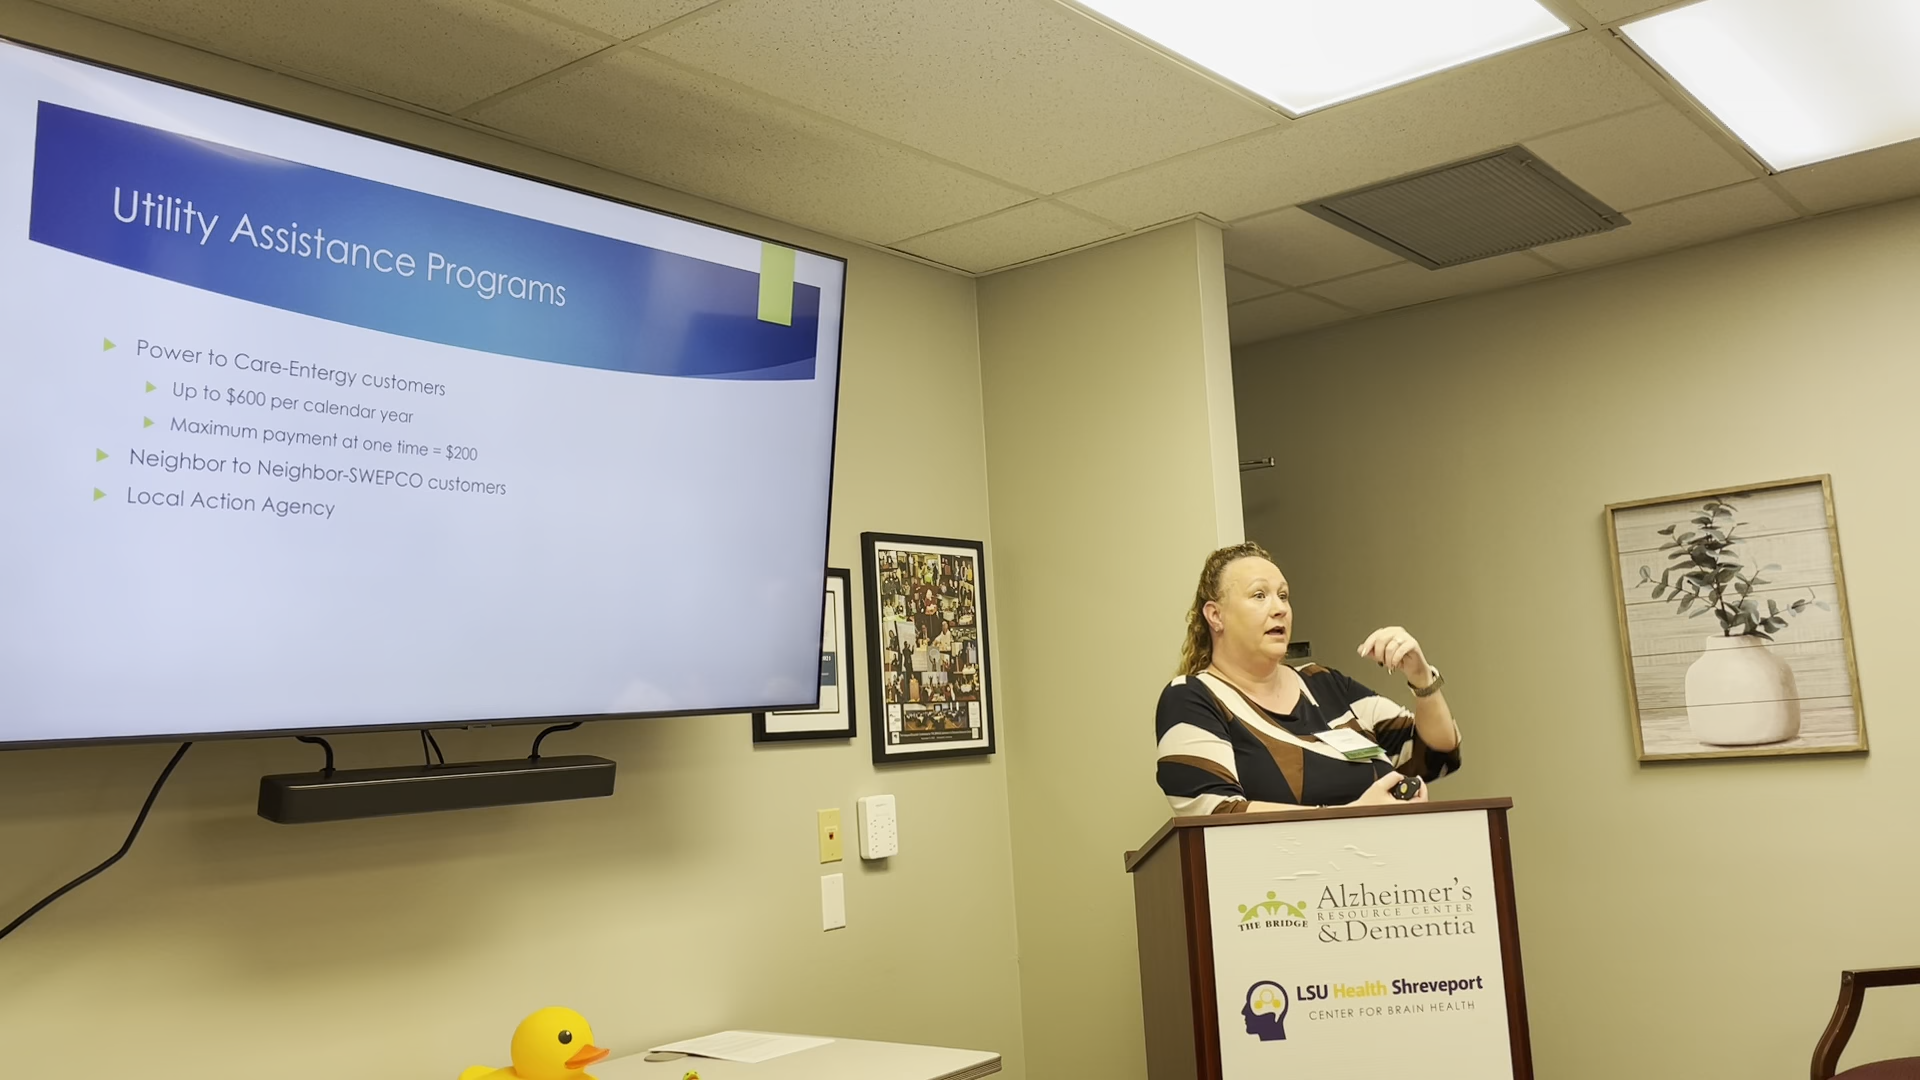 Utility Assistance Programs
Power to Care-Entergy customers
Up to $600 per calendar year
Maximum payment at one time = $200
Neighbor to Neighbor-SWEPCO customers
Local Action Agency
THE BRIDGE
Alzheimer's
RESOURCE CENTER
&Dementia
LSU Health Shreveport
CENTER FOR BRAIN HEALTH